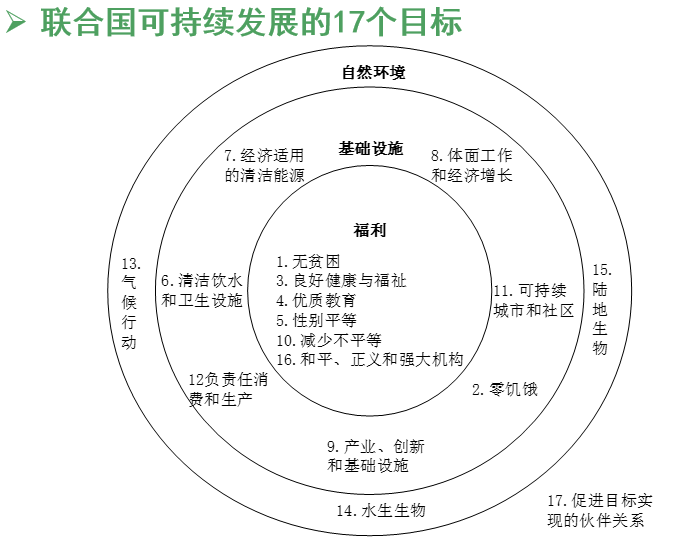 联合国可持续发展的17个目标
自然环境
基础设施
7.经济适用
的清洁能源
8.体面工作
和经济增长
福利
1.无贫困
3.良好健康与福祉
4.优质教育
5.性别平等
10.减少不平等
16.和平、正义和强大机构
13.
气
候
行
动
6.清洁饮水
和卫生设施
11.可持续
城市和社区
15.
陆
地
生
物
12负责任消
费和生产
2.零饥饿
9.产业、创新
和基础设施
14.水生生物
17.促进目标实
现的伙伴关系